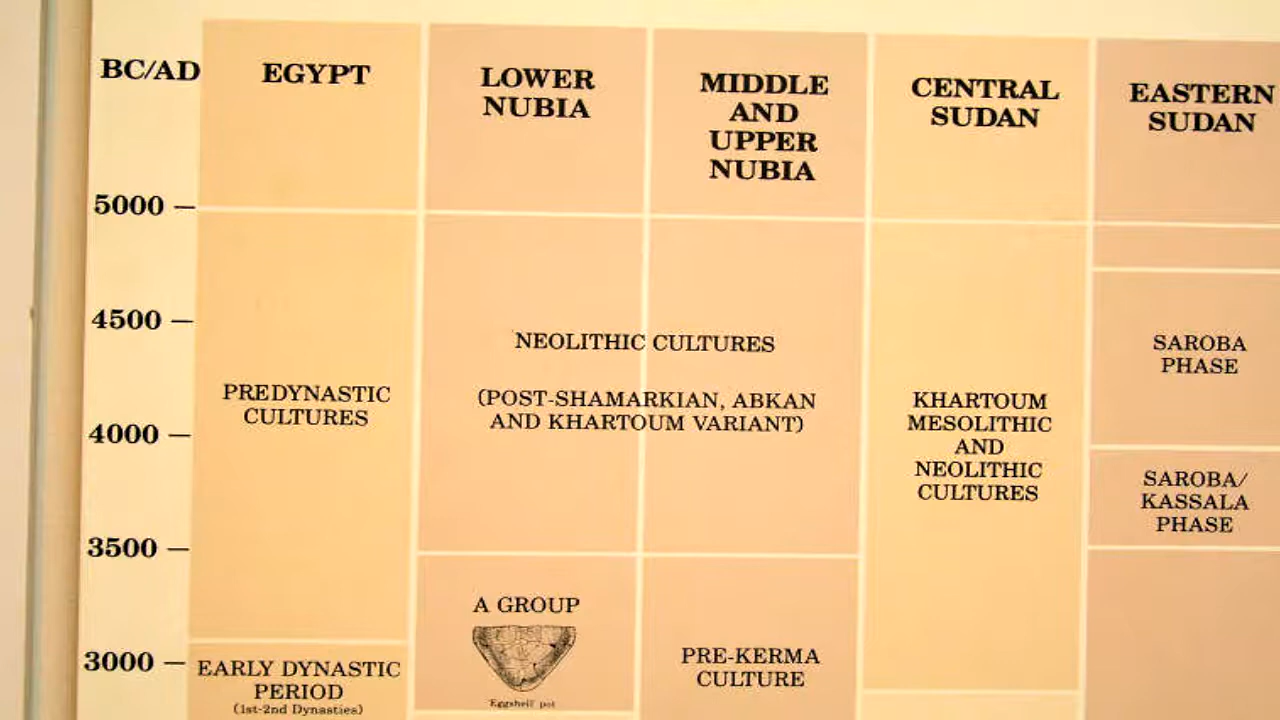 BC/AD
EGYPT
LOWER
NUBIA
MIDDLE
AND
UPPER
NUBIA
CENTRAL
SUDAN
EASTERN
SUDAN
5000 —
4500 —
4000 —
3500 —
3000 —
PREDYNASTIC
CULTURES
EARLY DYNASTIC
PERIOD
(1st-2nd Dynasties)
NEOLITHIC CULTURES
(POST-SHAMARKIAN, ABKAN
AND KHARTOUM VARIANT)
A GROUP
Eggshell pot
PRE-KERMA
CULTURE
KHARTOUM
MESOLITHIC
AND
NEOLITHIC
CULTURES
SAROBA
PHASE
SAROBA/
KASSALA
PHASE